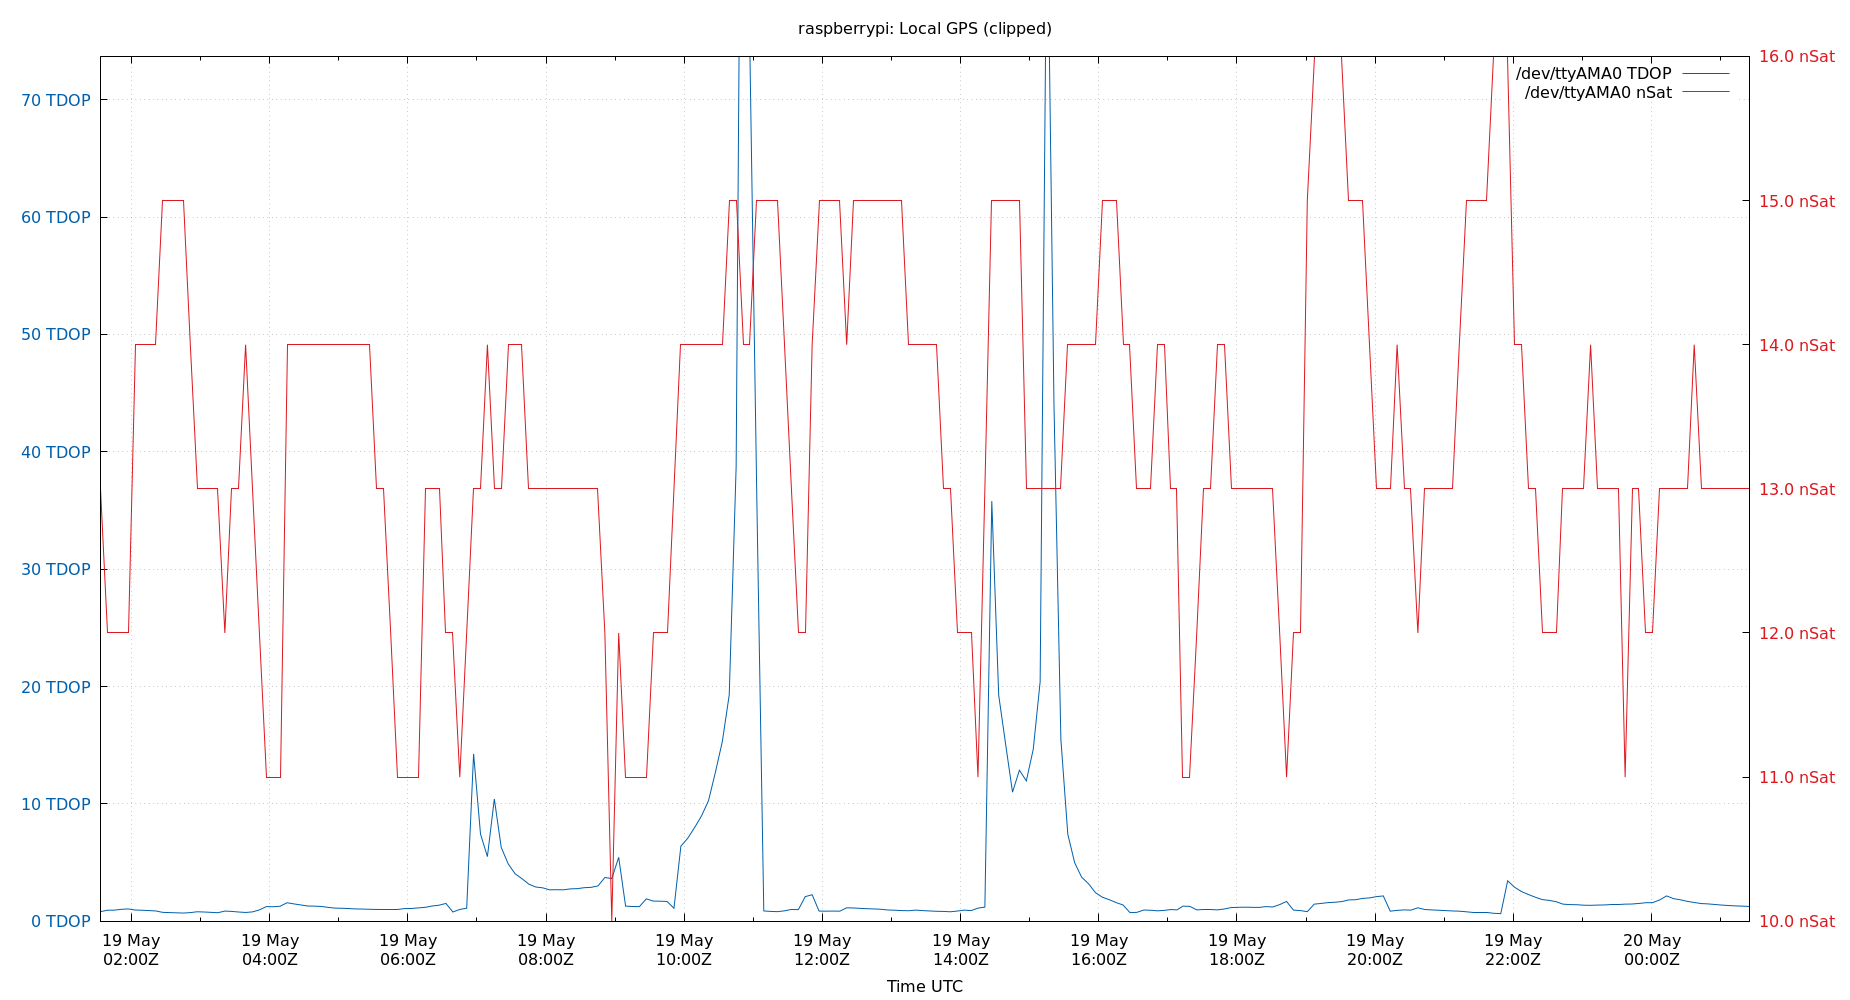 raspberrypi: Local GPS (clipped)
/dev/ttyAMA0 TDOP
/dev/ttyAMA0 nSat
70 TDOP
60 TDOP
50 TDOP
40 TDOP
30 TDOP
20 TDOP
10 TDOP
0 TDOP
16.0 nSat
15.0 nSat
14.0 nSat
13.0 nSat
12.0 nSat
11.0 nSat
10.0 nSat
19 May
02:00Z
19 May
04:00Z
19 May
06:00Z
19 May
08:00Z
19 May
10:00Z
19 May
12:00Z
19 May
14:00Z
19 May
16:00Z
19 May
18:00Z
19 May
20:00Z
19 May
22:00Z
20 May
00:00Z
Time UTC